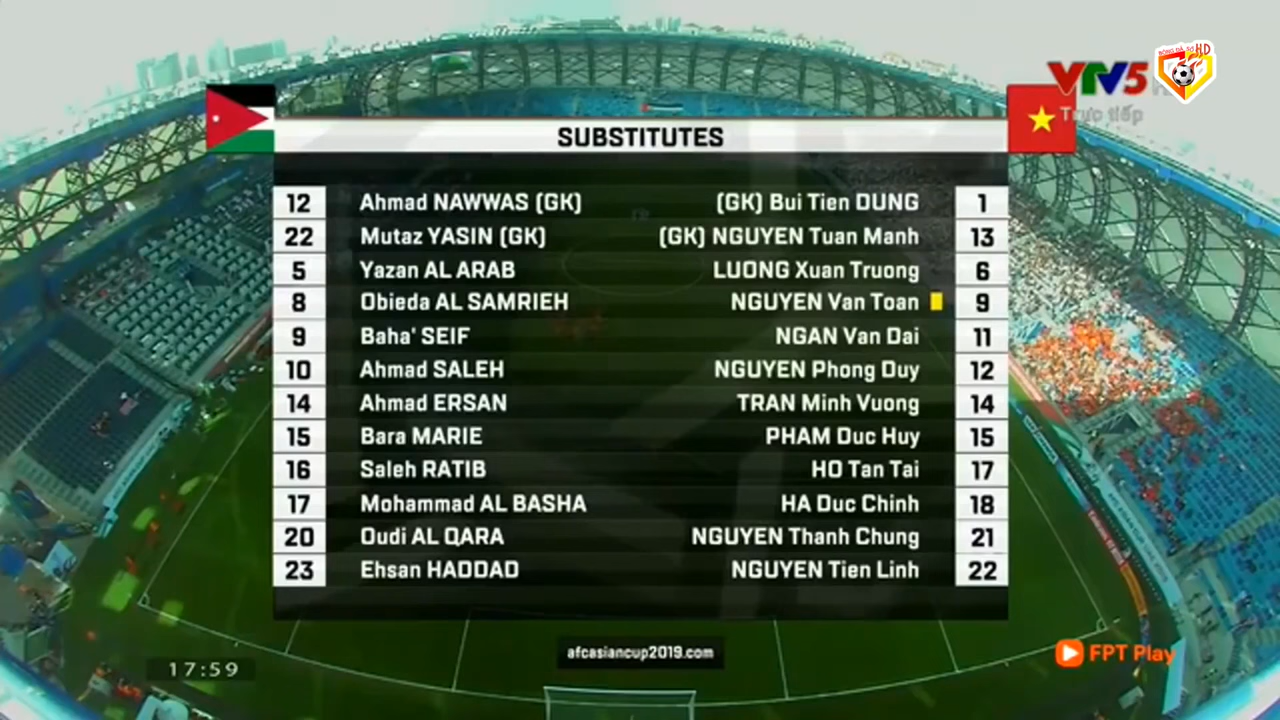 BÓNG ĐÁ SỐ HD
VTV5
Trực tiếp
SUBSTITUTES
12 Ahmad NAWWAS (GK) (GK) Bui Tien DUNG 1
22 Mutaz YASIN (GK) (GK) NGUYEN Tuan Manh 13
5 Yazan AL ARAB LUONG Xuan Truong 6
8 Obieda AL SAMRIEH NGUYEN Van Toan 9
9 Baha' SEIF NGAN Van Dai 11
10 Ahmad SALEH NGUYEN Phong Duy 12
14 Ahmad ERSAN TRAN Minh Vuong 14
15 Bara MARIE PHAM Duc Huy 15
16 Saleh RATIB HO Tan Tai 17
17 Mohammad AL BASHA HA Duc Chinh 18
20 Oudi AL QARA NGUYEN Thanh Chung 21
23 Ehsan HADDAD NGUYEN Tien Linh 22
afcasiancup2019.com
17:59
FPT Play